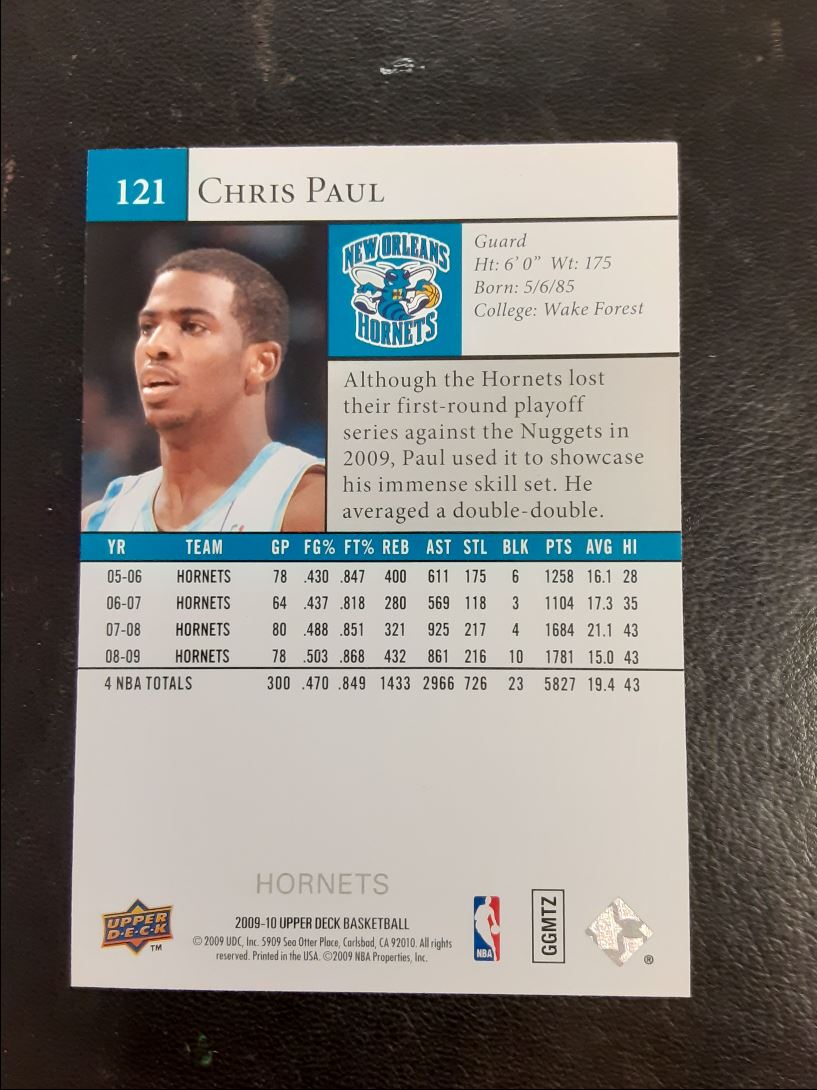 121 CHRIS PAUL
NEW ORLEANS
HORNETS
Guard
Ht: 6' 0" Wt: 175
Born: 5/6/85
College: Wake Forest
Although the Hornets lost
their first-round playoff
series against the Nuggets in
2009, Paul used it to showcase
his immense skill set. He
averaged a double-double.
YR TEAM GP FG% FT% REB AST STL BLK PTS AVG HI
05-06 HORNETS 78 .430 .847 400 611 175 6 1258 16.1 28
06-07 HORNETS 64 .437 .818 280 569 118 3 1104 17.3 35
07-08 HORNETS 80 .488 .851 321 925 217 4 1684 21.1 43
08-09 HORNETS 78 .503 .868 432 861 216 10 1781 15.0 43
4 NBA TOTALS 300 .470 .849 1433 2966 726 23 5827 19.4 43
HORNETS
UPPER
D·E·C·K
™
2009-10 UPPER DECK BASKETBALL
© 2009 UDC, Inc. 5909 Sea Otter Place, Carlsbad, CA 92010. All rights
reserved. Printed in the USA. ©2009 NBA Properties, Inc.
NBA
GGMTZ
®